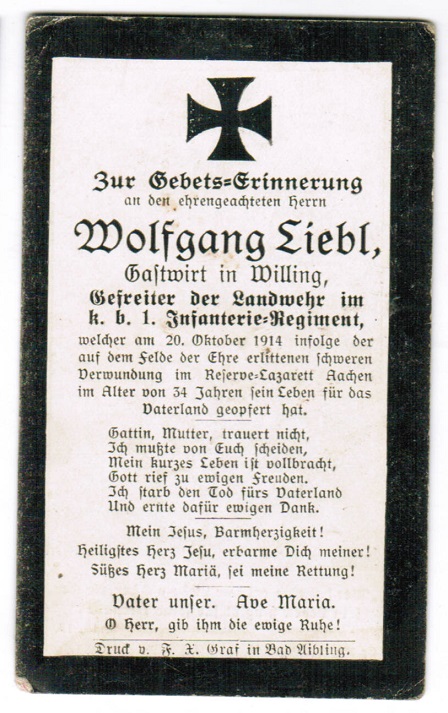 Zur Gebets-Erinnerung
an den ehrengeachteten Herrn
Wolfgang Liebl,
Gastwirt in Willing,
Gefreiter der Landwehr im
k. b. 1. Infanterie-Regiment,
welcher am 20. Oktober 1914 infolge der
auf dem Felde der Ehre erlittenen schweren
Verwundung im Reserve-Lazarett Aachen
im Alter von 34 Jahren sein Leben für das
Vaterland geopfert hat.
Gattin, Mutter, trauert nicht,
Ich mußte von Euch scheiden,
Mein kurzes Leben ist vollbracht,
Gott rief zu ewigen Freuden.
Ich starb den Tod fürs Vaterland
Und ernte dafür ewigen Dank.
Mein Jesus, Barmherzigkeit!
Heiligstes Herz Jesu, erbarme Dich meiner!
Süßes Herz Mariä, sei meine Rettung!
Vater unser. Ave Maria.
O Herr, gib ihm die ewige Ruhe!
Druck v. F. X. Graf in Bad Aibling.